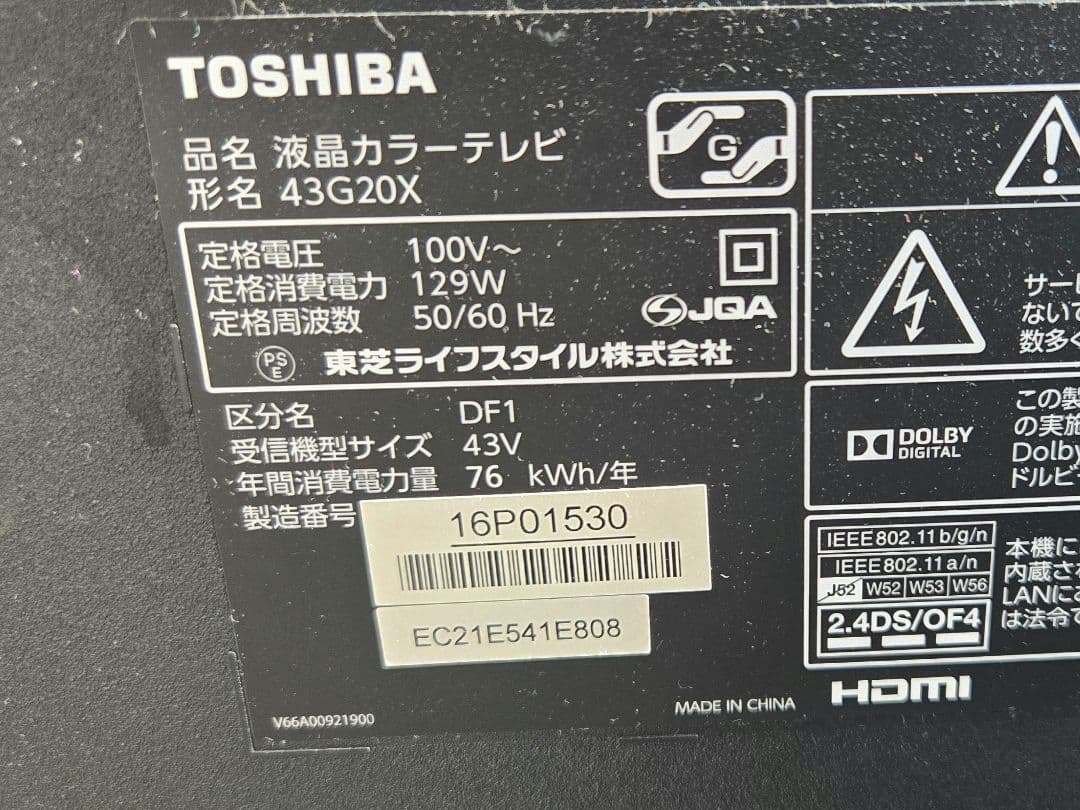 TOSHIBA
品名 液晶カラーテレビ
形名 43G20X
G
定格電圧 100V~
定格消費電力 129W
定格周波数 50/60 Hz
JQA
PS
E
東芝ライフスタイル株式会社
区分名 DF1
受信機型サイズ 43V
年間消費電力量 76 kWh/年
製造番号 16P01530
EC21E541E808
V66A00921900
MADE IN CHINA
サー
ないで
数多く
DOLBY
DIGITAL
この製
の実施
Dolby
ドルビ
IEEE802.11b/g/n
IEEE802.11a/n
J52 W52 W53 W56
2.4DS/OF4
本機に
内蔵され
LANに
は法令で
HDMI